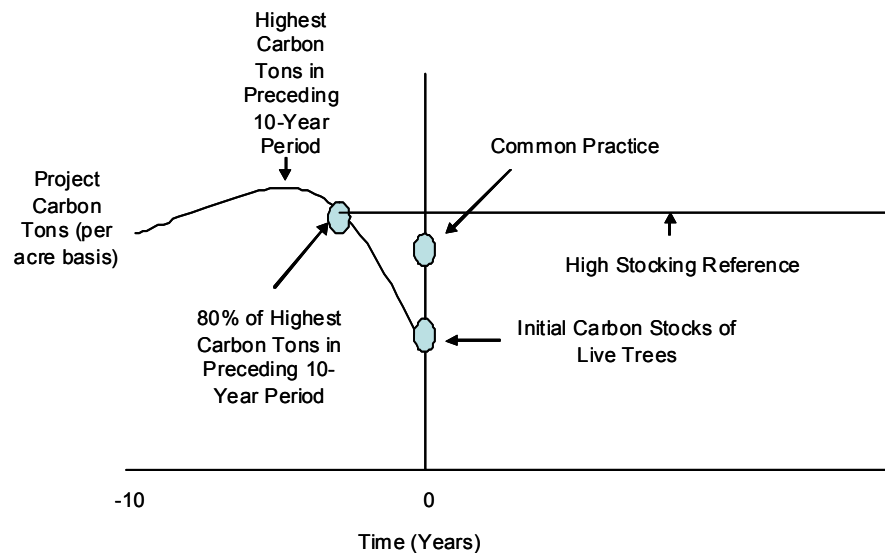 Highest
Carbon
Tons in
Preceding
10-Year
Period
Common Practice
Project
Carbon
Tons (per
acre basis)
High Stocking Reference
80% of Highest
Carbon Tons in
Preceding 10-
Year Period
Initial Carbon Stocks of
Live Trees
-10
0
Time (Years)